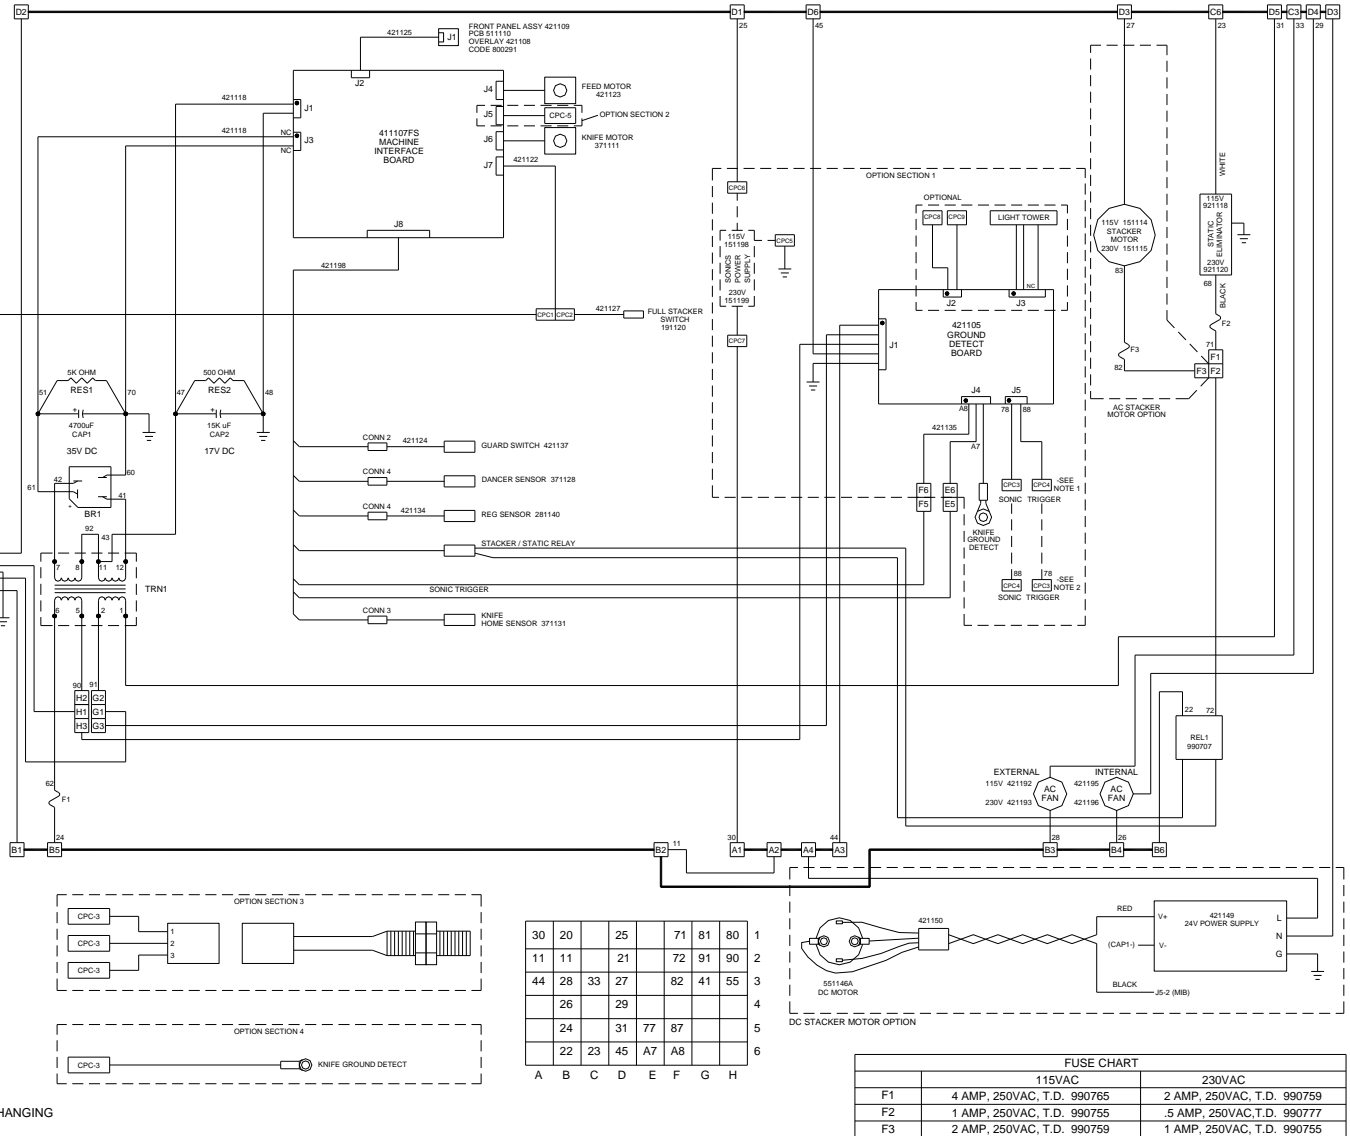 D2
D1
D6
D3
C6
D5
C3
D4
D3
25
45
27
23
31
33
29
421125
J1
FRONT PANEL ASSY 421109
PCB 511110
OVERLAY 421108
CODE 800291
J2
421118
J1
421118
NC
J3
NC
411107FS
MACHINE
INTERFACE
BOARD
J4
FEED MOTOR
421123
J5
CPC-5
OPTION SECTION 2
J6
KNIFE MOTOR
371111
J7
421122
J8
421198
CPC1
CPC2
421127
FULL STACKER
SWITCH
191120
OPTION SECTION 1
CPC6
OPTIONAL
CPC8
CPC9
LIGHT TOWER
115V
151198
SONICS
POWER
SUPPLY
230V
151199
CPC5
CPC7
NC
J2
J3
421105
GROUND
DETECT
BOARD
J1
J4
J5
A8
78
88
421135
A7
F6
E6
F5
E5
CPC3
CPC4
-SEE
NOTE 1
SONIC TRIGGER
KNIFE
GROUND
DETECT
88
78
CPC4
CPC3
-SEE
NOTE 2
SONIC TRIGGER
115V 151114
STACKER
MOTOR
230V 151115
83
F3
82
AC STACKER
MOTOR OPTION
WHITE
115V
921118
STATIC
ELIMINATOR
230V
921120
68
BLACK
F2
71
F1
F3
F2
5K OHM
RES1
51
70
+
4700uF
CAP1
35V DC
500 OHM
RES2
47
48
+
15K uF
CAP2
17V DC
42
60
61
41
+
BR1
92
43
7
8
11
12
TRN1
6
5
2
1
CONN 2
421124
GUARD SWITCH 421137
CONN 4
DANCER SENSOR 371128
CONN 4
421134
REG SENSOR 281140
STACKER / STATIC RELAY
SONIC TRIGGER
CONN 3
KNIFE
HOME SENSOR 371131
90
91
H2
G2
H1
G1
H3
G3
62
F1
22
72
REL1
990707
EXTERNAL
INTERNAL
115V 421192
230V 421193
AC
FAN
421195
421196
AC
FAN
24
11
30
44
28
26
B1
B5
B2
A1
A2
A4
A3
B3
B4
B6
OPTION SECTION 3
CPC-3
CPC-3
CPC-3
1
2
3
OPTION SECTION 4
CPC-3
KNIFE GROUND DETECT
30 20 25 71 81 80 1
11 11 21 72 91 90 2
44 28 33 27 82 41 55 3
26 29 4
24 31 77 87 5
22 23 45 A7 A8 6
A B C D E F G H
551146A
DC MOTOR
421150
RED
(CAP1-)
BLACK
J5-2 (MIB)
V+
V-
421149
24V POWER SUPPLY
L
N
G
DC STACKER MOTOR OPTION
HANGING
FUSE CHART
115VAC 230VAC
F1 4 AMP, 250VAC, T.D. 990765 2 AMP, 250VAC, T.D. 990759
F2 1 AMP, 250VAC, T.D. 990755 .5 AMP, 250VAC,T.D. 990777
F3 2 AMP, 250VAC, T.D. 990759 1 AMP, 250VAC, T.D. 990755